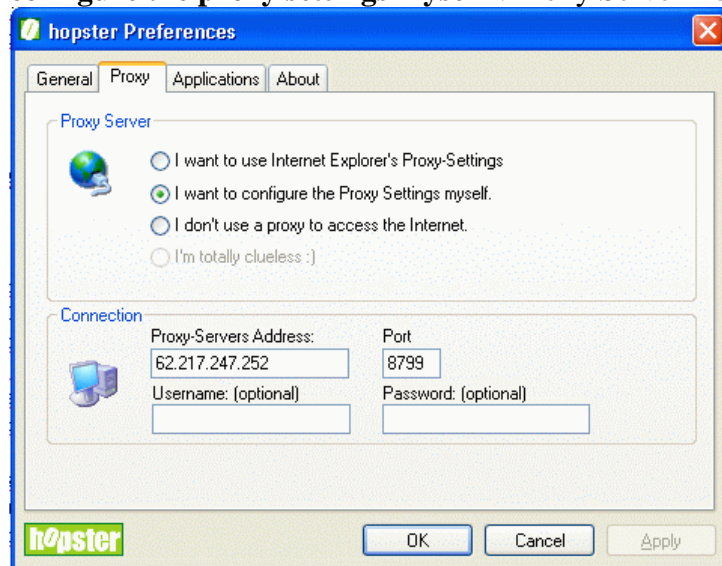 hopster Preferences
General Proxy Applications About
Proxy Server
I want to use Internet Explorer's Proxy-Settings
I want to configure the Proxy Settings myself.
I don't use a proxy to access the Internet.
I'm totally clueless :)
Connection
Proxy-Servers Address: Port
62.217.247.252 8799
Username: (optional) Password: (optional)
hopster OK Cancel Apply